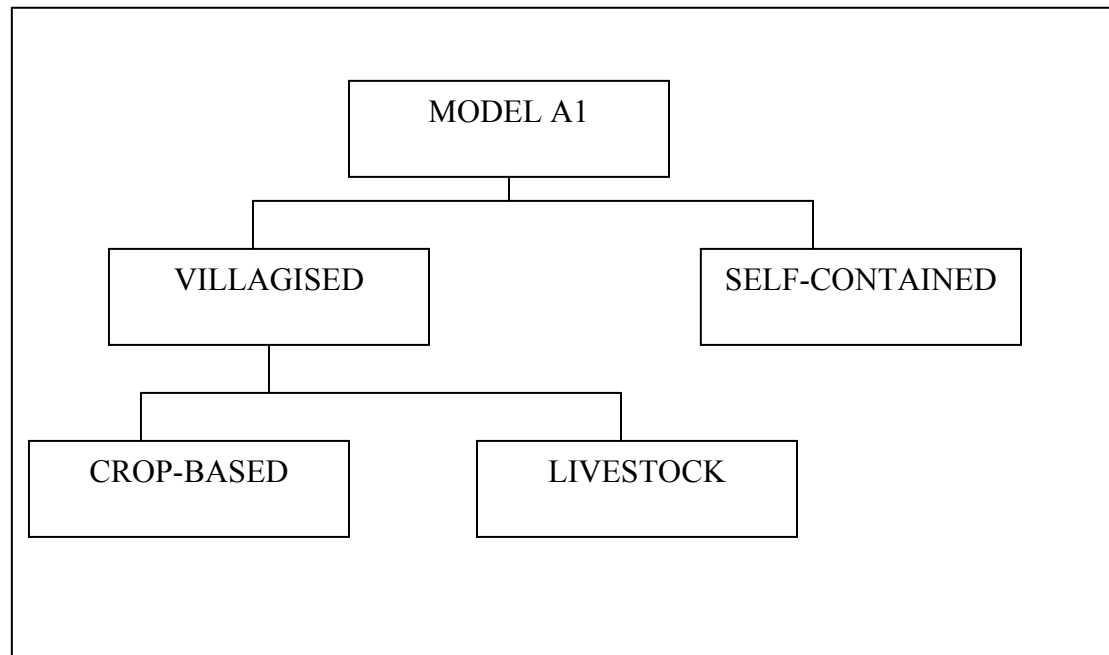 MODEL A1
VILLAGISED
SELF-CONTAINED
CROP-BASED
LIVESTOCK